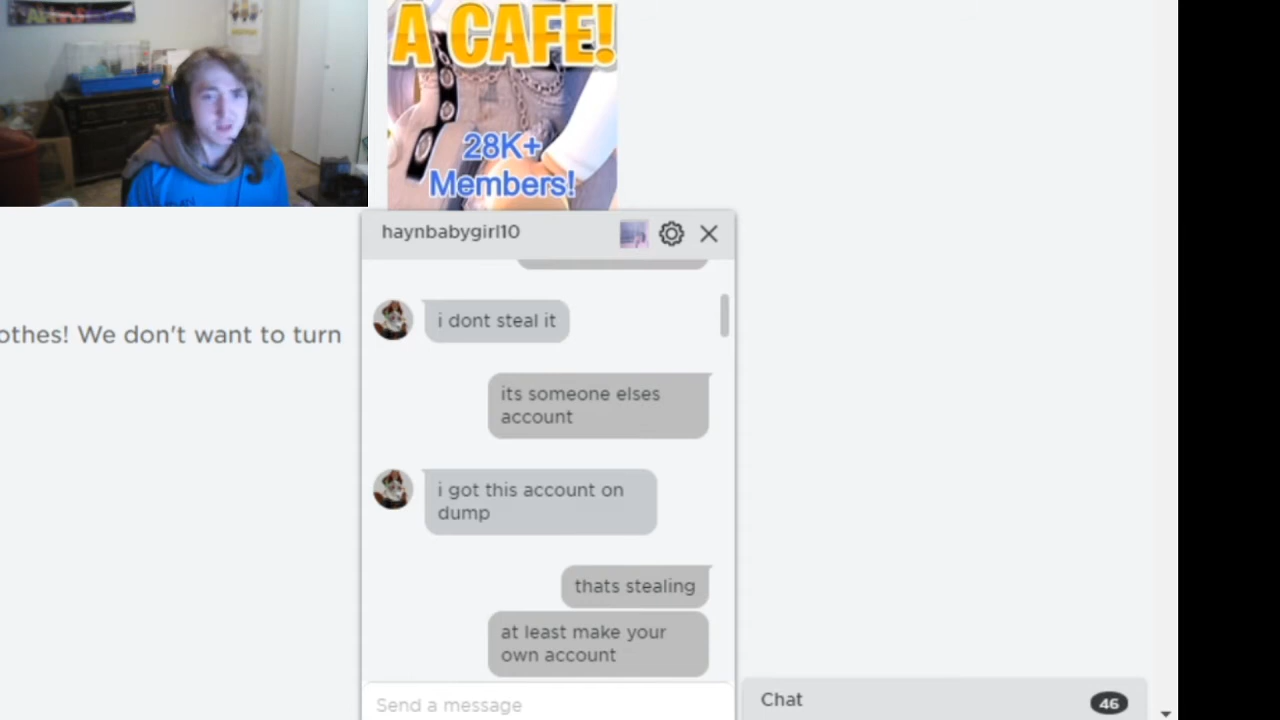 A CAFE!
28K+
Members!
haynbabygirl10
i dont steal it
othes! We don't want to turn
its someone elses
account
i got this account on
dump
thats stealing
at least make your
own account
Send a message
Chat
46